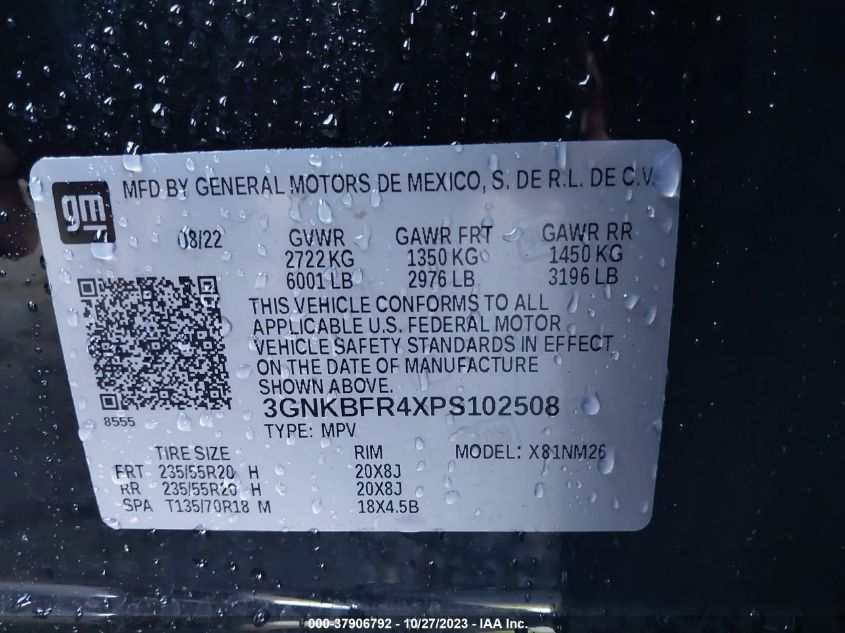 gm
MFD BY GENERAL MOTORS DE MEXICO, S. DE R.L. DE C.V.
08/22 GVWR GAWR FRT GAWR RR
2722 KG 1350 KG 1450 KG
6001 LB 2976 LB 3196 LB
THIS VEHICLE CONFORMS TO ALL
APPLICABLE U.S. FEDERAL MOTOR
VEHICLE SAFETY STANDARDS IN EFFECT
ON THE DATE OF MANUFACTURE
SHOWN ABOVE.
3GNKBFR4XPS102508
8555
TYPE: MPV
TIRE SIZE RIM MODEL: X81NM26
FRT 235/55R20 H 20X8J
RR 235/55R20 H 20X8J
SPA T135/70R18 M 18X4.5B
000-37906792 - 10/27/2023 - IAA Inc.